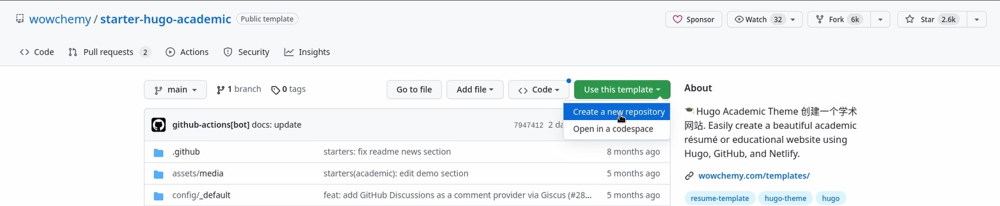 wowchemy / starter-hugo-academic Public template Sponsor Watch 32 Fork 6k Star 2.6k
Code Pull requests 2 Actions Security Insights
main 1 branch 0 tags Go to file Add file Code Use this template About
Create a new repository
Open in a codespace
github-actions[bot] docs: update 7947412 2 da
.github starters: fix readme news section 8 months ago
assets/media starters(academic): edit demo section 5 months ago
config/_default feat: add GitHub Discussions as a comment provider via Giscus (#28... 5 months ago
🎓 Hugo Academic Theme 创建一个学术
网站. Easily create a beautiful academic
résumé or educational website using
Hugo, GitHub, and Netlify.
wowchemy.com/templates/
resume-template hugo-theme hugo